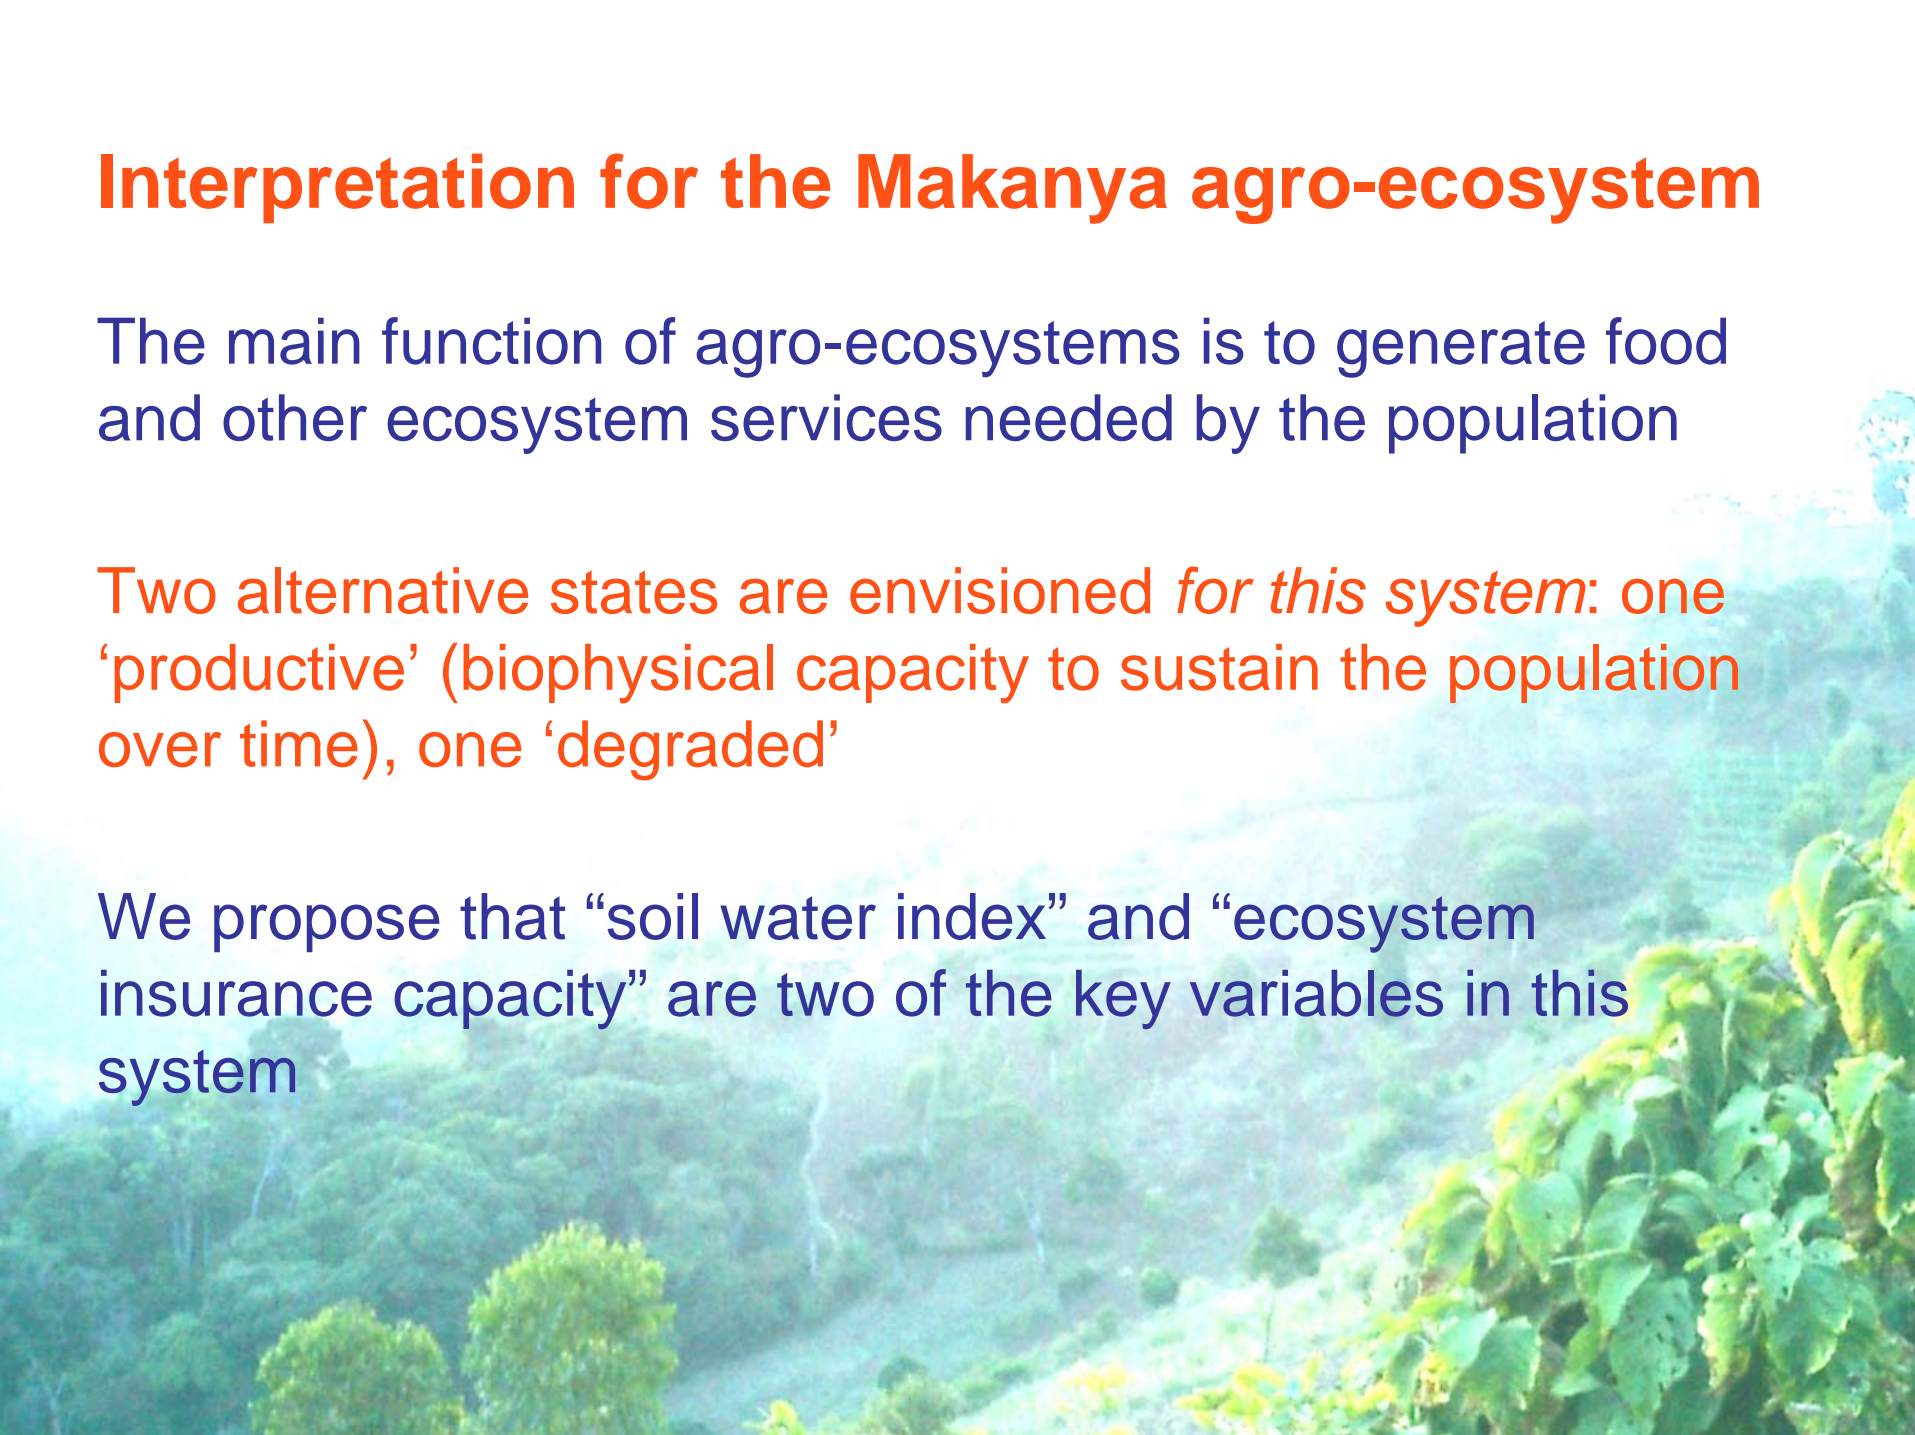 Interpretation for the Makanya agro-ecosystem
The main function of agro-ecosystems is to generate food
and other ecosystem services needed by the population
Two alternative states are envisioned for this system: one
‘productive’ (biophysical capacity to sustain the population
over time), one ‘degraded’
We propose that “soil water index” and “ecosystem
insurance capacity” are two of the key variables in this
system